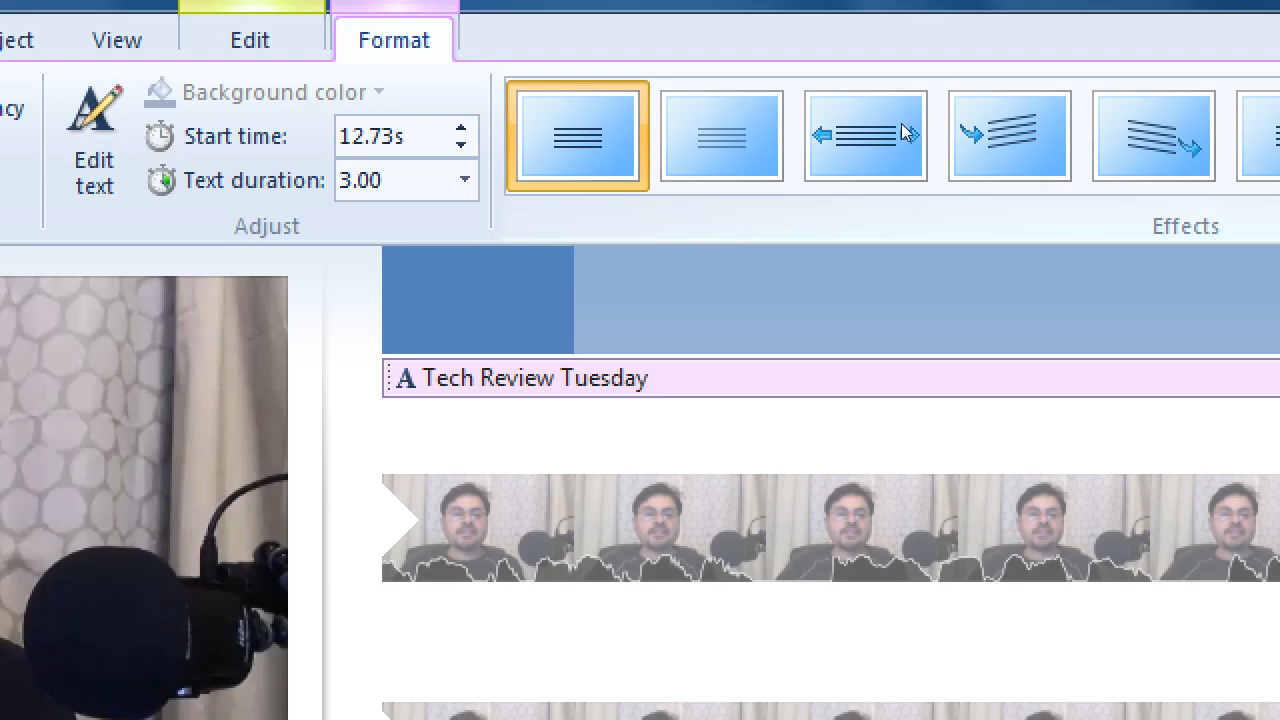 ject View Edit Format
cy
Edit
text
Background color
Start time: 12.73s
Text duration: 3.00
Adjust
Effects
A Tech Review Tuesday